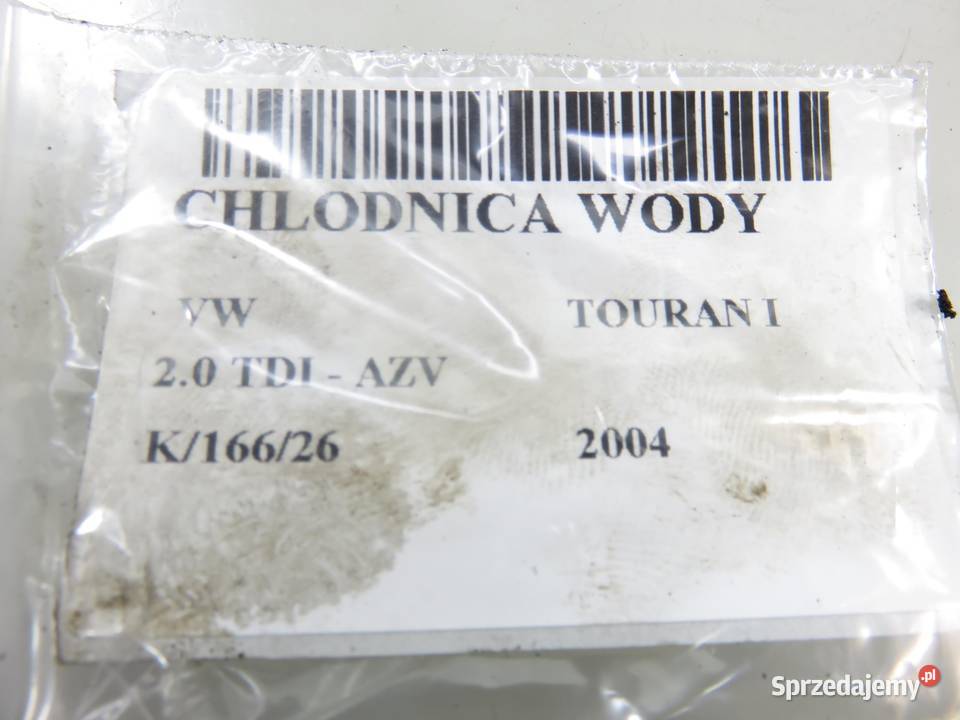 CHLODNICA WODY
VW TOURAN I
2.0 TDI - AZV
K/166/26 2004
Sprzedajemy.pl